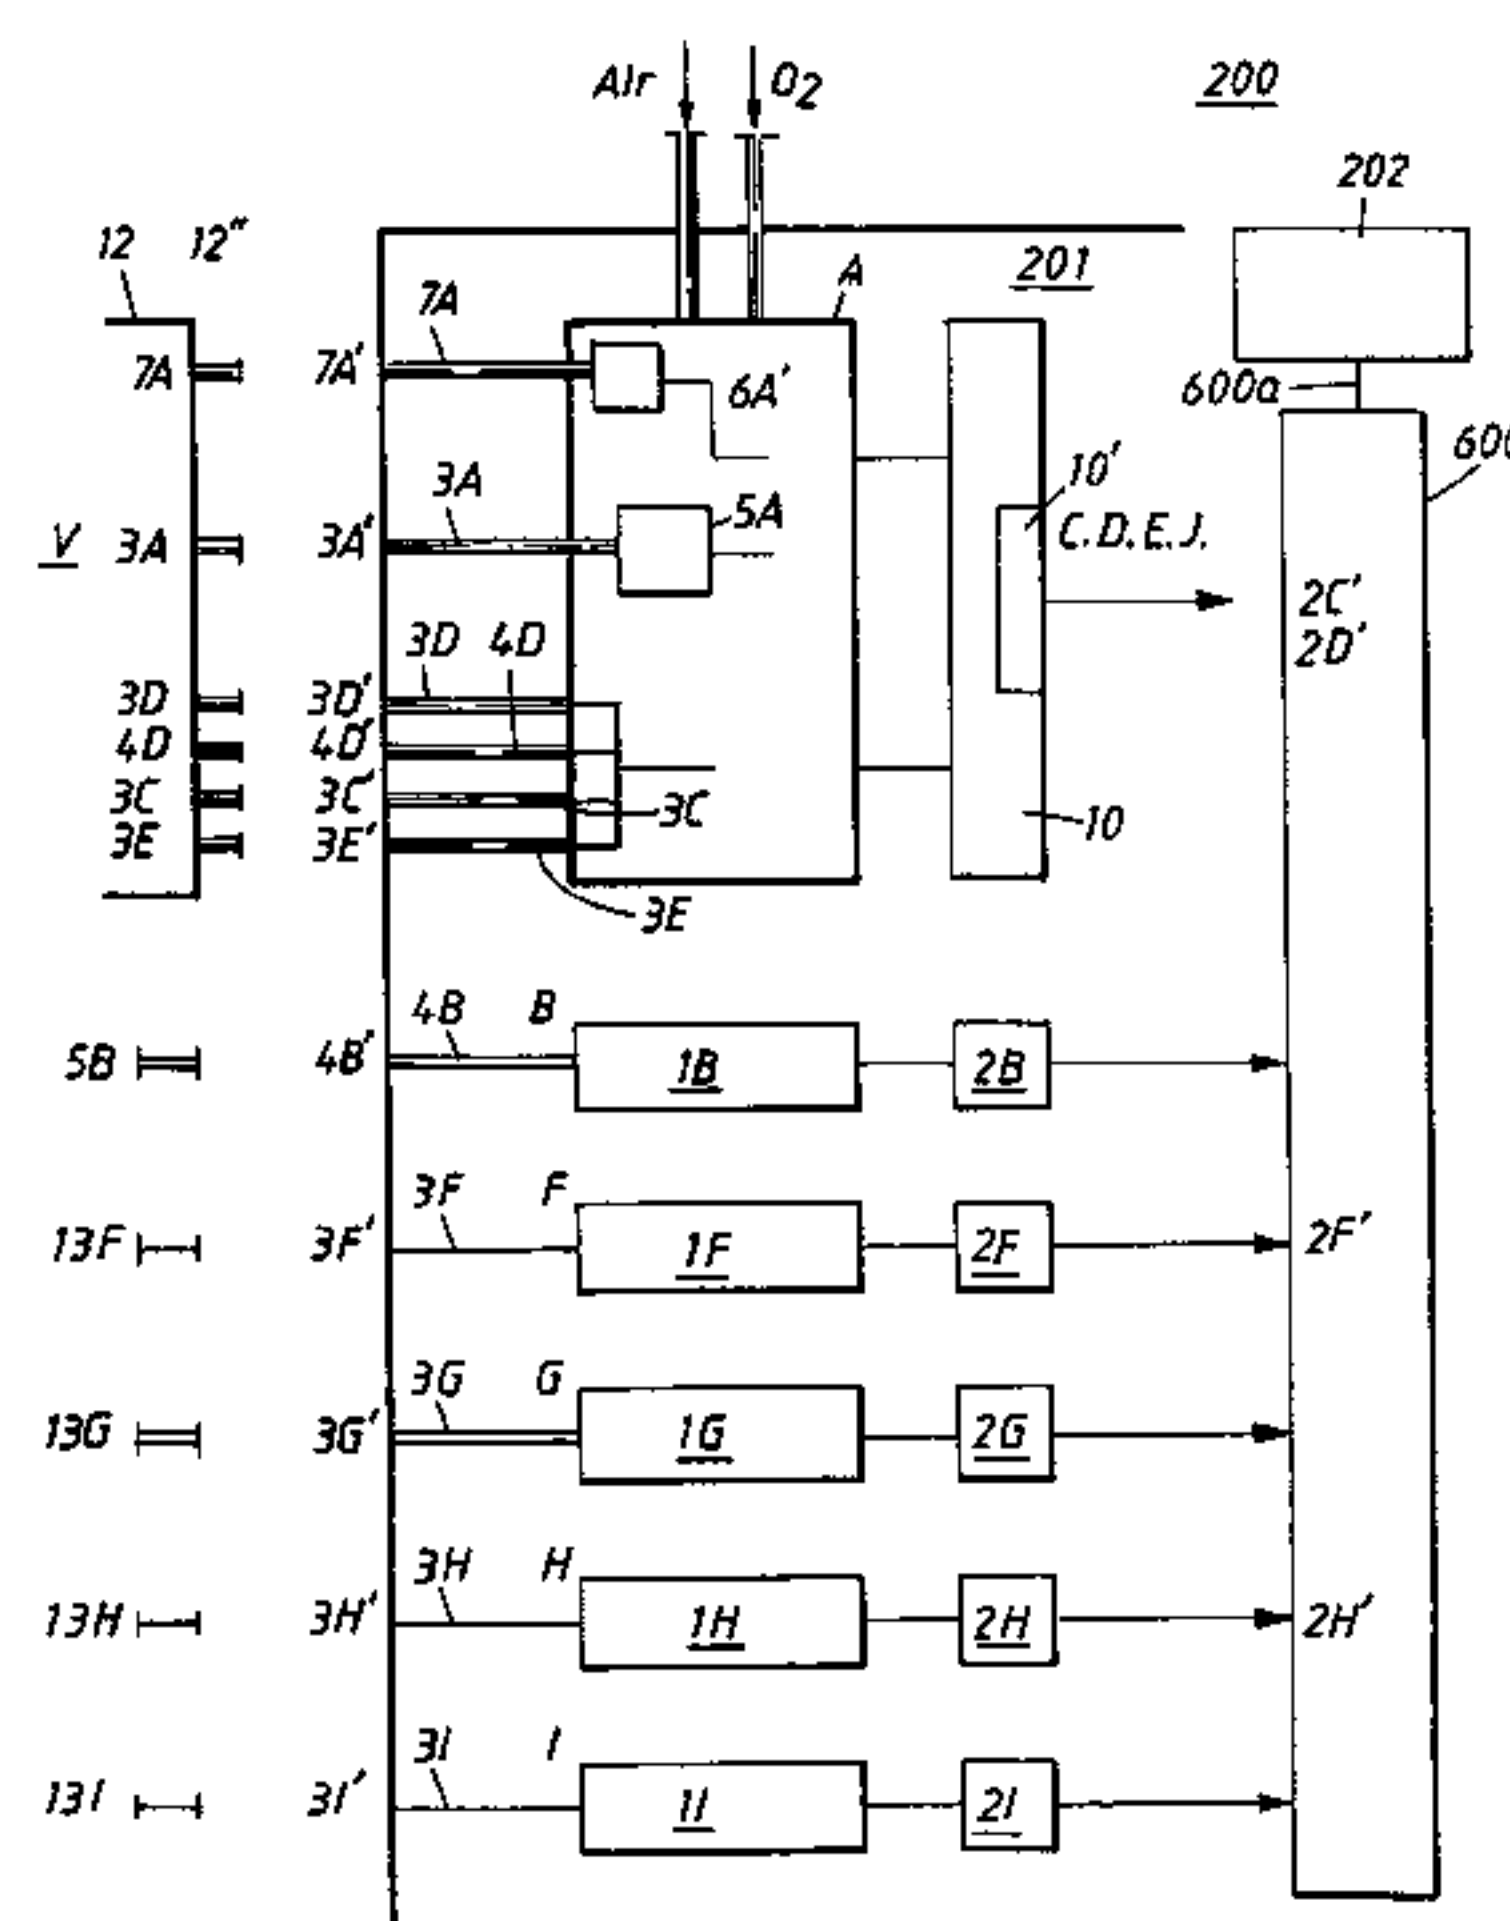 Air
O2
200
202
12
12"
7A
A
201
7A
7A'
6A'
600a
3A
5A
10'
V
3A
3A'
C.D.E.J.
2C'
2D'
3D
4D
3D
3D'
4D
4D'
3C
3C'
3C
10
3E
3E'
3E
4B
B
5B
4B'
1B
2B
3F
F
13F
3F'
1F
2F
2F'
3G
G
13G
3G'
1G
2G
3H
H
13H
3H'
1H
2H
2H'
3I
I
13I
3I'
1I
2I